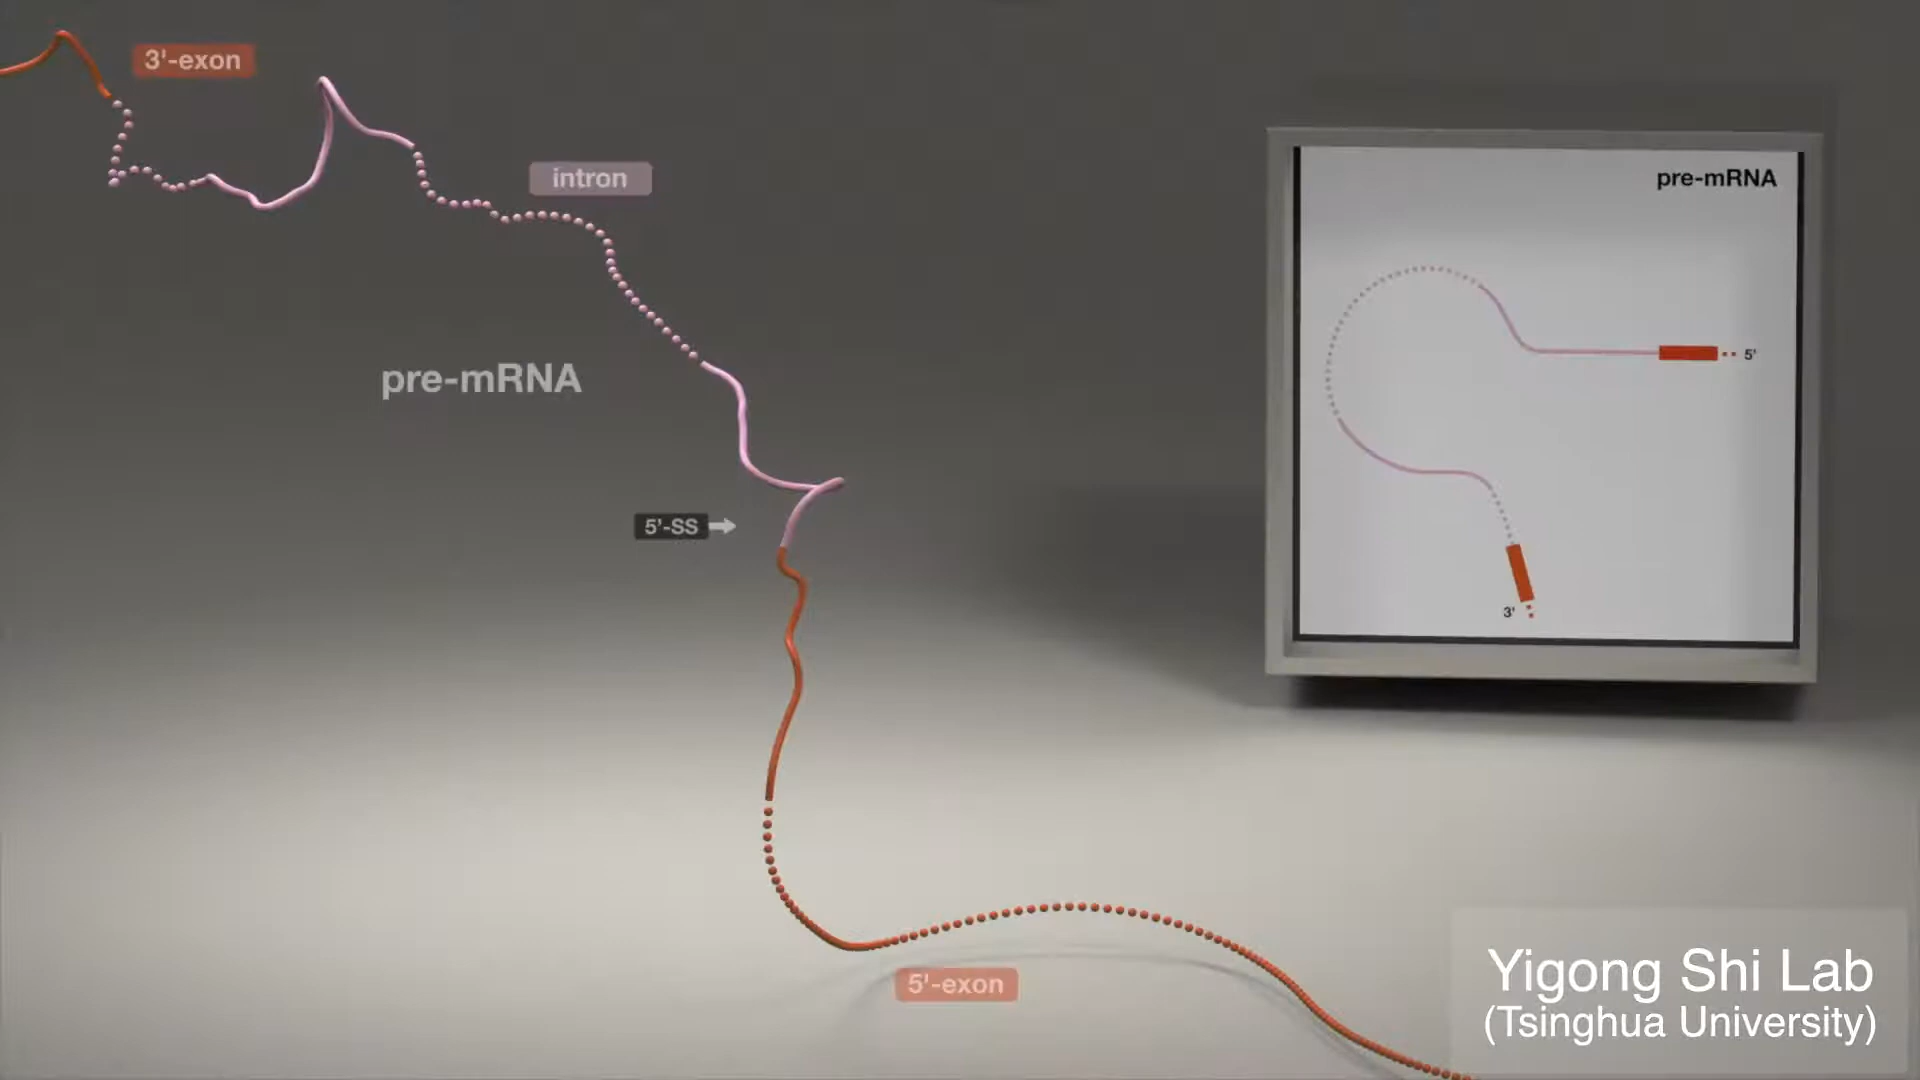 3'-exon
intron
pre-mRNA
5'-SS
5'-exon
pre-mRNA
5'
3'
Yigong Shi Lab
(Tsinghua University)